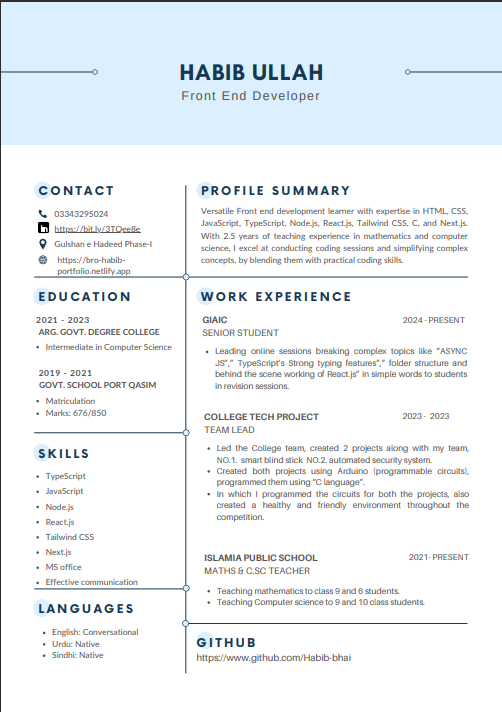 HABIB ULLAH
Front End Developer
CONTACT
03343295024
https://bit.ly/3TQee8e
Gulshan e Hadeed Phase-I
https://bro-habib-
portfolio.netlify.app
EDUCATION
2021 - 2023
ARG. GOVT. DEGREE COLLEGE
• Intermediate in Computer Science
2019 - 2021
GOVT. SCHOOL PORT QASIM
• Matriculation
• Marks: 676/850
SKILLS
• TypeScript
• JavaScript
• Node.js
• React.js
• Tailwind CSS
• Next.js
• MS office
• Effective communication
LANGUAGES
• English: Conversational
• Urdu: Native
• Sindhi: Native
PROFILE SUMMARY
Versatile Front end development learner with expertise in HTML, CSS,
JavaScript, TypeScript, Node.js, React.js, Tailwind CSS, C, and Next.js.
With 2.5 years of teaching experience in mathematics and computer
science, I excel at conducting coding sessions and simplifying complex
concepts, by blending them with practical coding skills.
WORK EXPERIENCE
GIAIC 2024 - PRESENT
SENIOR STUDENT
• Leading online sessions breaking complex topics like "ASYNC
JS"," TypeScript's Strong typing features"," folder structure and
behind the scene working of React.js" in simple words to students
in revision sessions.
COLLEGE TECH PROJECT 2023 - 2023
TEAM LEAD
• Led the College team, created 2 projects along with my team,
NO.1. smart blind stick NO.2. automated security system.
• Created both projects using Arduino (programmable circuits),
programmed them using "C language".
• In which I programmed the circuits for both the projects, also
created a healthy and friendly environment throughout the
competition.
ISLAMIA PUBLIC SCHOOL 2021- PRESENT
MATHS & C.SC TEACHER
• Teaching mathematics to class 9 and 6 students.
• Teaching Computer science to 9 and 10 class students.
GITHUB
https://www.github.com/Habib-bhai